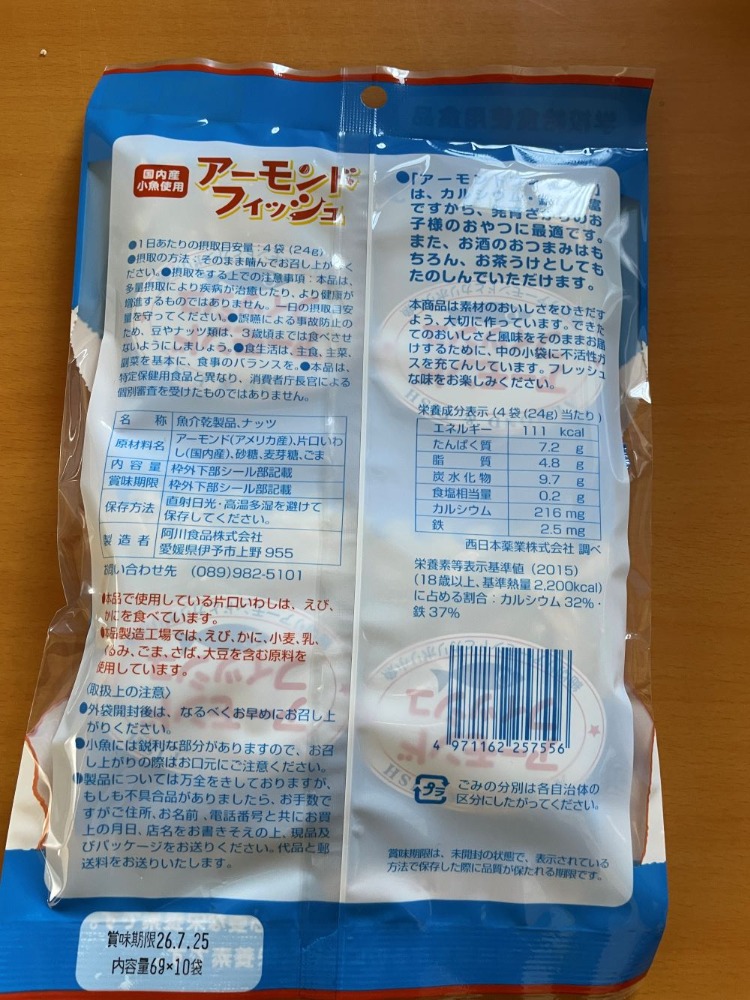 国内産
小魚使用
アーモンド
フィッシュ
●1日あたりの摂取目安量:4袋(24g)
●摂取の方法:そのまま噛んでお召し上がりく
ださい。●摂取をする上での注意事項:本品は、
多量摂取により疾病が治癒したり、より健康が
増進するものではありません。一日の摂取目安
量を守ってください。●誤嚥による事故防止の
ため、豆やナッツ類は、3歳頃までは食べさせ
ないようにしましょう。●食生活は、主食、主菜、
副菜を基本に、食事のバランスを。●本品は、
特定保健用食品と異なり、消費者庁長官による
個別審査を受けたものではありません。
名称 魚介乾製品、ナッツ
原材料名 アーモンド(アメリカ産)、片口いわ
し(国内産)、砂糖、麦芽糖、ごま
内容量 枠外下部シール部記載
賞味期限 枠外下部シール部記載
保存方法 直射日光・高温多湿を避けて
保存してください。
製造者 阿川食品株式会社
愛媛県伊予市上野955
問い合わせ先 (089)982-5101
●本品で使用している片口いわしは、えび、
かにを食べています。
●本品製造工場では、えび、かに、小麦、乳、
くるみ、ごま、さば、大豆を含む原料を
使用しています。
〈取扱上の注意〉
●外袋開封後は、なるべくお早めにお召し上
がりください。
●小魚には鋭利な部分がありますので、お召
し上がりの際はお口元にご注意ください。
●製品については万全をきしておりますが、
もしも不具合品がありましたら、お手数で
すがご住所、お名前、電話番号と共にお買
上の月日、店名をお書きそえの上、現品及
びパッケージをお送りください。代品と郵
送料をお送りいたします。
賞味期限26.7.25
内容量6g×10袋
●「アーモン
は、カル
ですから、発育ざかりのお
子様のおやつに最適です。
また、お酒のおつまみはも
ちろん、お茶うけとしても
たのしんでいただけます。
本商品は素材のおいしさをひきだす
よう、大切に作っています。できた
てのおいしさと風味をそのままお届
けするために、中の小袋に不活性ガ
スを充てんしています。フレッシュ
な味をお楽しみください。
栄養成分表示(4袋(24g)当たり)
エネルギー 111 kcal
たんぱく質 7.2 g
脂質 4.8 g
炭水化物 9.7 g
食塩相当量 0.2 g
カルシウム 216 mg
鉄 2.5 mg
西日本薬業株式会社 調べ
栄養素等表示基準値(2015)
(18歳以上、基準熱量2,200kcal)
に占める割合:カルシウム32%・
鉄37%
4 971162 257556
プラ
ごみの分別は各自治体の
区分にしたがってください。
賞味期限は、未開封の状態で、表示されている
方法で保存した際に品質が保たれる期限です。